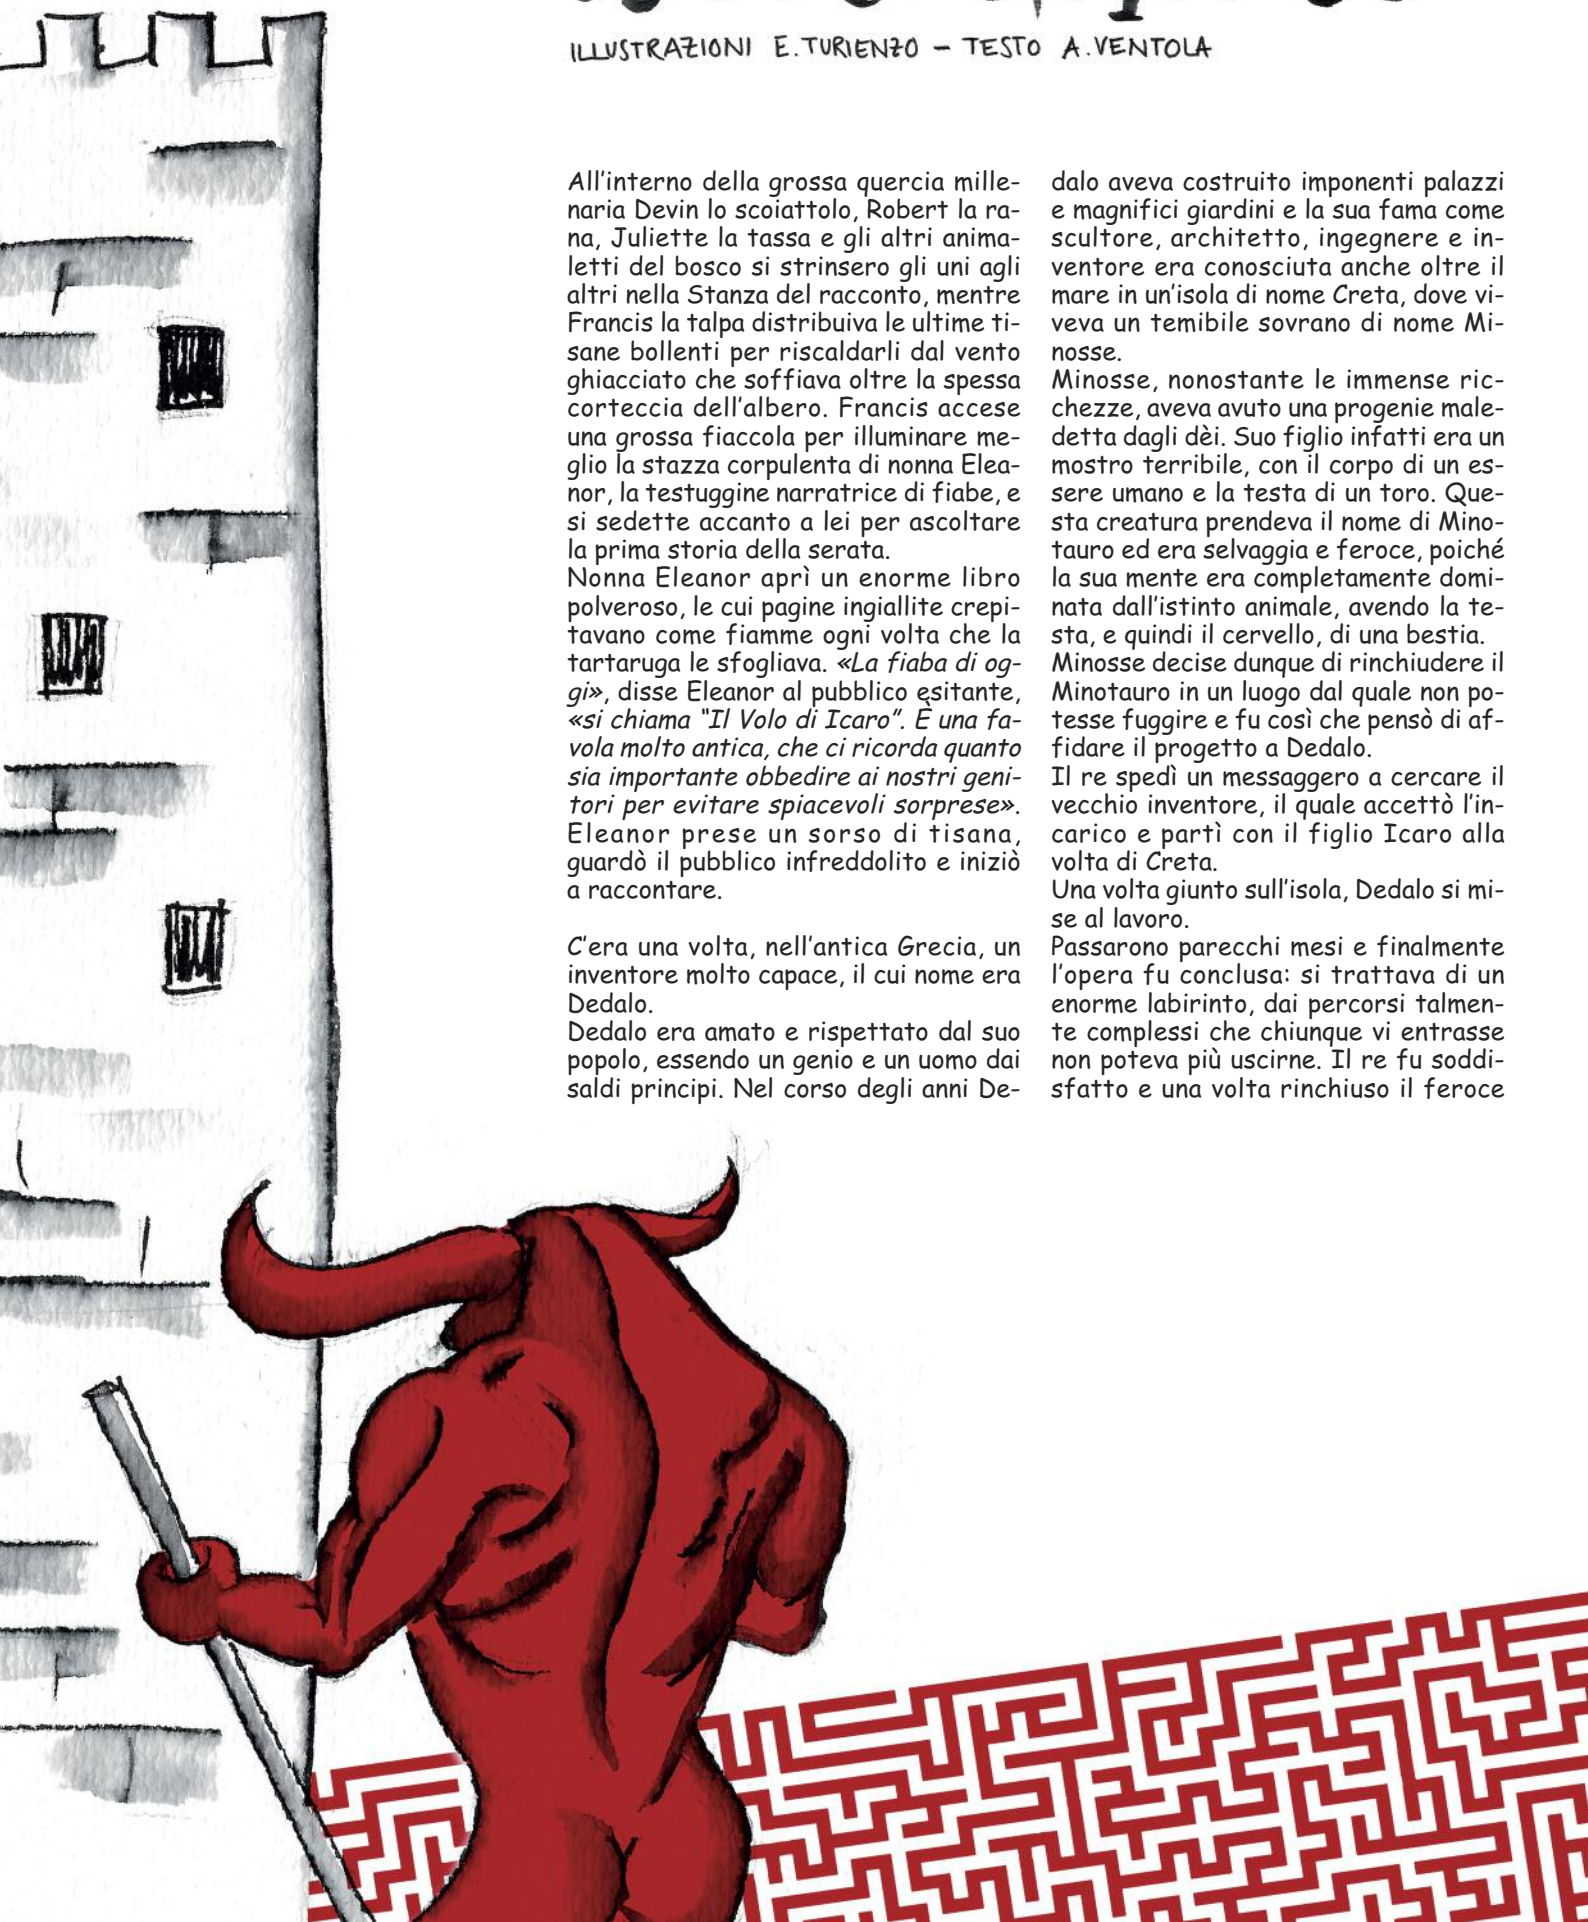 ILLUSTRAZIONI E. TURIENZO – TESTO A. VENTOLA
All'interno della grossa quercia mille-
naria Devin lo scoiattolo, Robert la ra-
na, Juliette la tassa e gli altri anima-
letti del bosco si strinsero gli uni agli
altri nella Stanza del racconto, mentre
Francis la talpa distribuiva le ultime ti-
sane bollenti per riscaldarli dal vento
ghiacciato che soffiava oltre la spessa
corteccia dell'albero. Francis accese
una grossa fiaccola per illuminare me-
glio la stazza corpulenta di nonna Elea-
nor, la testuggine narratrice di fiabe, e
si sedette accanto a lei per ascoltare
la prima storia della serata.
Nonna Eleanor aprì un enorme libro
polveroso, le cui pagine ingiallite crepi-
tavano come fiamme ogni volta che la
tartaruga le sfogliava. «La fiaba di og-
gi», disse Eleanor al pubblico esitante,
«si chiama “Il Volo di Icaro”. È una fa-
vola molto antica, che ci ricorda quanto
sia importante obbedire ai nostri geni-
tori per evitare spiacevoli sorprese».
Eleanor prese un sorso di tisana,
guardò il pubblico infreddolito e iniziò
a raccontare.
C'era una volta, nell'antica Grecia, un
inventore molto capace, il cui nome era
Dedalo.
Dedalo era amato e rispettato dal suo
popolo, essendo un genio e un uomo dai
saldi principi. Nel corso degli anni De-
dalo aveva costruito imponenti palazzi
e magnifici giardini e la sua fama come
scultore, architetto, ingegnere e in-
ventore era conosciuta anche oltre il
mare in un'isola di nome Creta, dove vi-
veva un temibile sovrano di nome Mi-
nosse.
Minosse, nonostante le immense ric-
chezze, aveva avuto una progenie male-
detta dagli dèi. Suo figlio infatti era un
mostro terribile, con il corpo di un es-
sere umano e la testa di un toro. Que-
sta creatura prendeva il nome di Mino-
tauro ed era selvaggia e feroce, poiché
la sua mente era completamente domi-
nata dall'istinto animale, avendo la te-
sta, e quindi il cervello, di una bestia.
Minosse decise dunque di rinchiudere il
Minotauro in un luogo dal quale non po-
tesse fuggire e fu così che pensò di af-
fidare il progetto a Dedalo.
Il re spedì un messaggero a cercare il
vecchio inventore, il quale accettò l'in-
carico e partì con il figlio Icaro alla
volta di Creta.
Una volta giunto sull'isola, Dedalo si mi-
se al lavoro.
Passarono parecchi mesi e finalmente
l'opera fu conclusa: si trattava di un
enorme labirinto, dai percorsi talmen-
te complessi che chiunque vi entrasse
non poteva più uscirne. Il re fu soddi-
sfatto e una volta rinchiuso il feroce